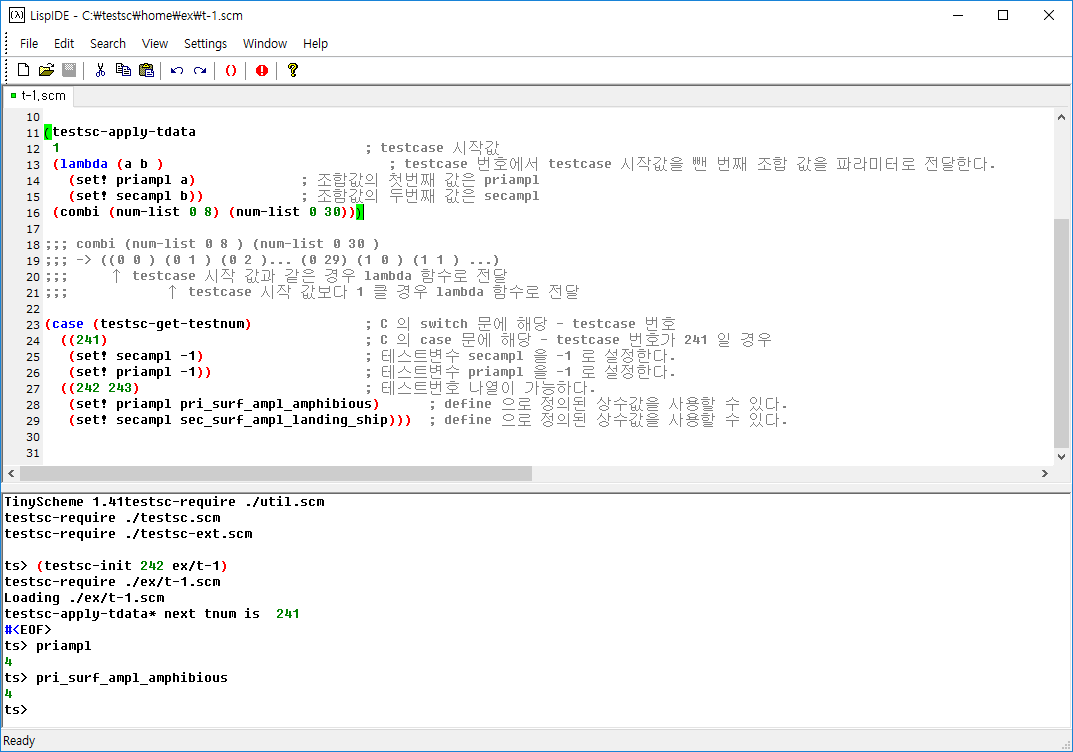 LispIDE - C:₩testsc₩home₩ex₩t-1.scm
File Edit Search View Settings Window Help
t-1.scm
10
11 (testsc-apply-tdata
12 1 ; testcase 시작값
13 (lambda (a b ) ; testcase 번호에서 testcase 시작값을 뺀 번째 조합 값을 파라미터로 전달한다.
14 (set! priampl a) ; 조합값의 첫번째 값은 priampl
15 (set! secampl b)) ; 조합값의 두번째 값은 secampl
16 (combi (num-list 0 8) (num-list 0 30)))
17
18 ;;; combi (num-list 0 8 ) (num-list 0 30 )
19 ;;; -> ((0 0 ) (0 1 ) (0 2 )... (0 29) (1 0 ) (1 1 ) ...)
20 ;;; ↑ testcase 시작 값과 같은 경우 lambda 함수로 전달
21 ;;; ↑ testcase 시작 값보다 1 클 경우 lambda 함수로 전달
22
23 (case (testsc-get-testnum) ; C 의 switch 문에 해당 - testcase 번호
24 ((241) ; C 의 case 문에 해당 - testcase 번호가 241 일 경우
25 (set! secampl -1) ; 테스트변수 secampl 을 -1 로 설정한다.
26 (set! priampl -1)) ; 테스트변수 priampl 을 -1 로 설정한다.
27 ((242 243) ; 테스트번호 나열이 가능하다.
28 (set! priampl pri_surf_ampl_amphibious) ; define 으로 정의된 상수값을 사용할 수 있다.
29 (set! secampl sec_surf_ampl_landing_ship))) ; define 으로 정의된 상수값을 사용할 수 있다.
30
31
TinyScheme 1.41testsc-require ./util.scm
testsc-require ./testsc.scm
testsc-require ./testsc-ext.scm
ts> (testsc-init 242 ex/t-1)
testsc-require ./ex/t-1.scm
Loading ./ex/t-1.scm
testsc-apply-tdata* next tnum is 241
#<EOF>
ts> priampl
4
ts> pri_surf_ampl_amphibious
4
ts>
Ready